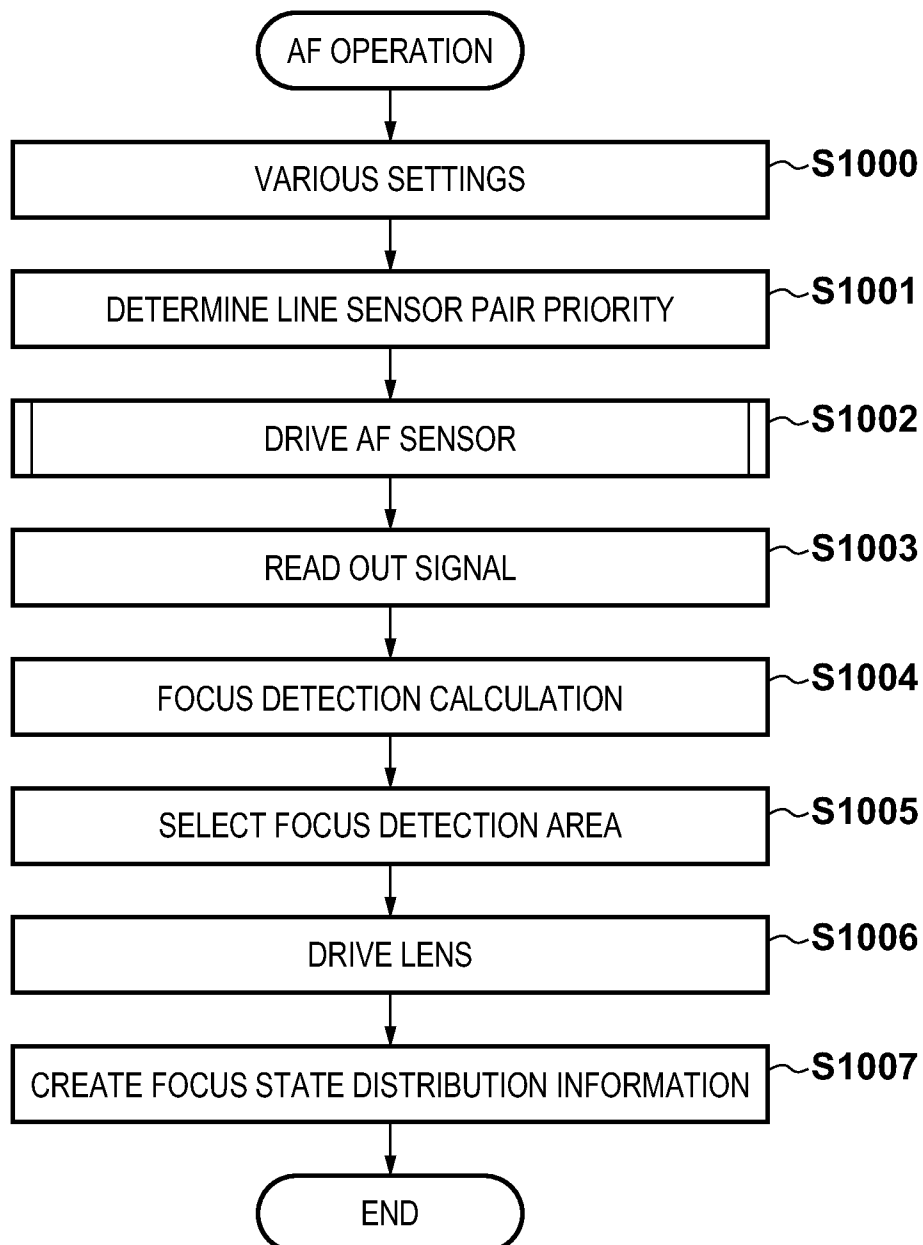 AF OPERATION
VARIOUS SETTINGS
S1000
DETERMINE LINE SENSOR PAIR PRIORITY
S1001
DRIVE AF SENSOR
S1002
READ OUT SIGNAL
S1003
FOCUS DETECTION CALCULATION
S1004
SELECT FOCUS DETECTION AREA
S1005
DRIVE LENS
S1006
CREATE FOCUS STATE DISTRIBUTION INFORMATION
S1007
END